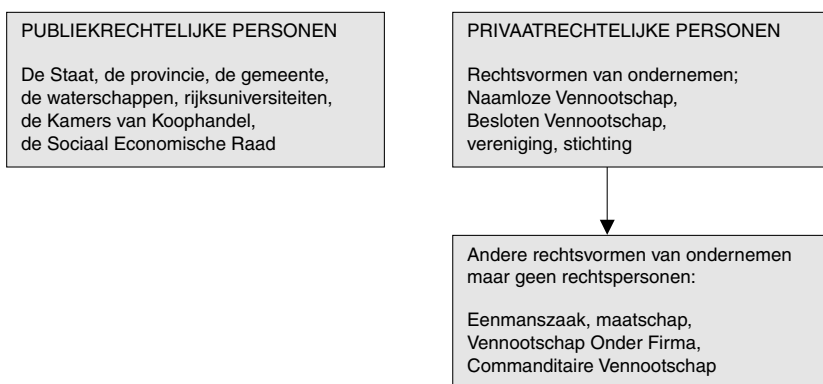 PUBLIEKRECHTELIJKE PERSONEN
De Staat, de provincie, de gemeente,
de waterschappen, rijksuniversiteiten,
de Kamers van Koophandel,
de Sociaal Economische Raad
PRIVAATRECHTELIJKE PERSONEN
Rechtsvormen van ondernemen;
Naamloze Vennootschap,
Besloten Vennootschap,
vereniging, stichting
Andere rechtsvormen van ondernemen
maar geen rechtspersonen:
Eenmanszaak, maatschap,
Vennootschap Onder Firma,
Commanditaire Vennootschap